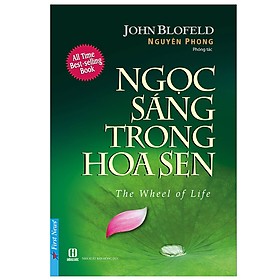 JOHN BLOFELD
NGUYÊN PHONG
Phóng tác
All Time
Best-selling
Book
NGỌC
SÁNG
TRONG
HOA SEN
The Wheel of Life
First News